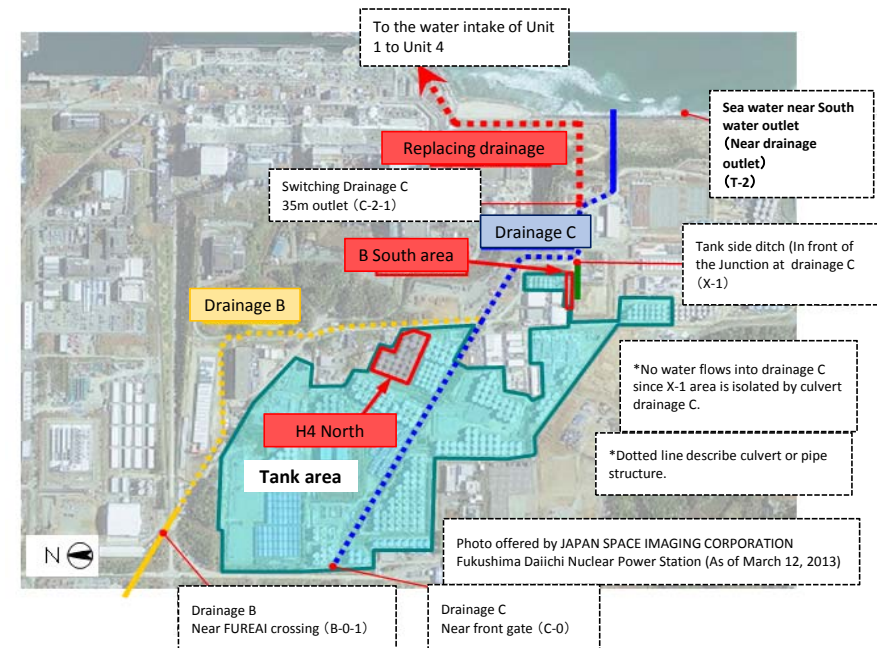 To the water intake of Unit
1 to Unit 4
Sea water near South
water outlet
(Near drainage
outlet)
(T-2)
Replacing drainage
Switching Drainage C
35m outlet (C-2-1)
Drainage C
B South area
Tank side ditch (In front of
the Junction at drainage C
(X-1)
Drainage B
*No water flows into drainage C
since X-1 area is isolated by culvert
drainage C.
H4 North
*Dotted line describe culvert or pipe
structure.
Tank area
N
Photo offered by JAPAN SPACE IMAGING CORPORATION
Fukushima Daiichi Nuclear Power Station (As of March 12, 2013)
Drainage B
Near FUREAI crossing (B-0-1)
Drainage C
Near front gate (C-0)